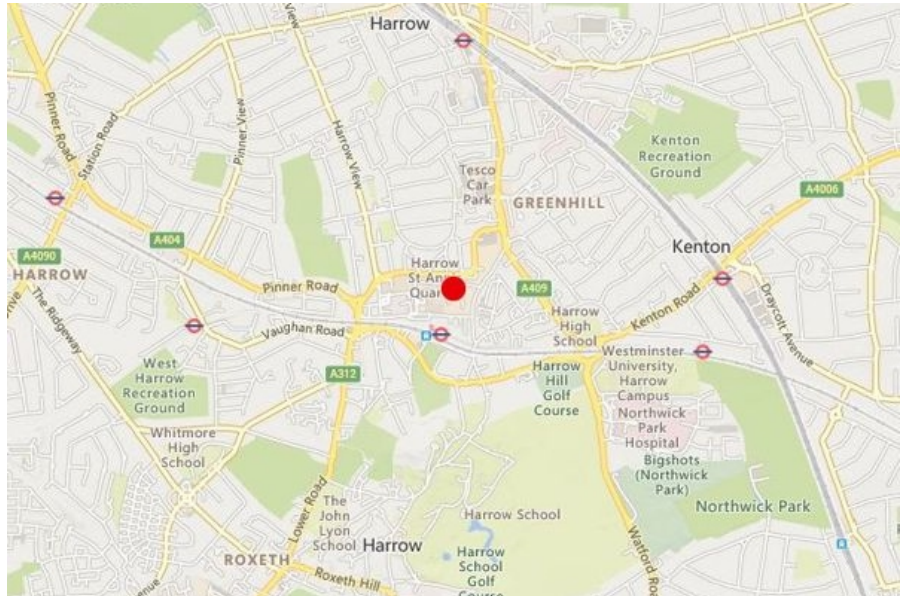 Harrow
Pinner Road
Station Road
Pinner View
Harrow View
Kenton
Recreation
Ground
Tesco
Car
Park
A4006
GREENHILL
A404
A4090
HARROW
Kenton
Harrow
St
Pinner Road
A409
Kenton Road
Draycott Avenue
The Ridgeway
Vaughan Road
Harrow
High
School
West
Harrow
Recreation
Ground
A312
Harrow
Hill
Golf
Course
Westminster
University,
Harrow
Campus
Northwick
Park
Hospital
Whitmore
High
School
Bigshots
(Northwick
Park)
Northwick Park
Lower Road
The
John
Lyon
School
Harrow School
Harrow
Watford
ROXETH
Roxeth Hill
Harrow
School
Golf